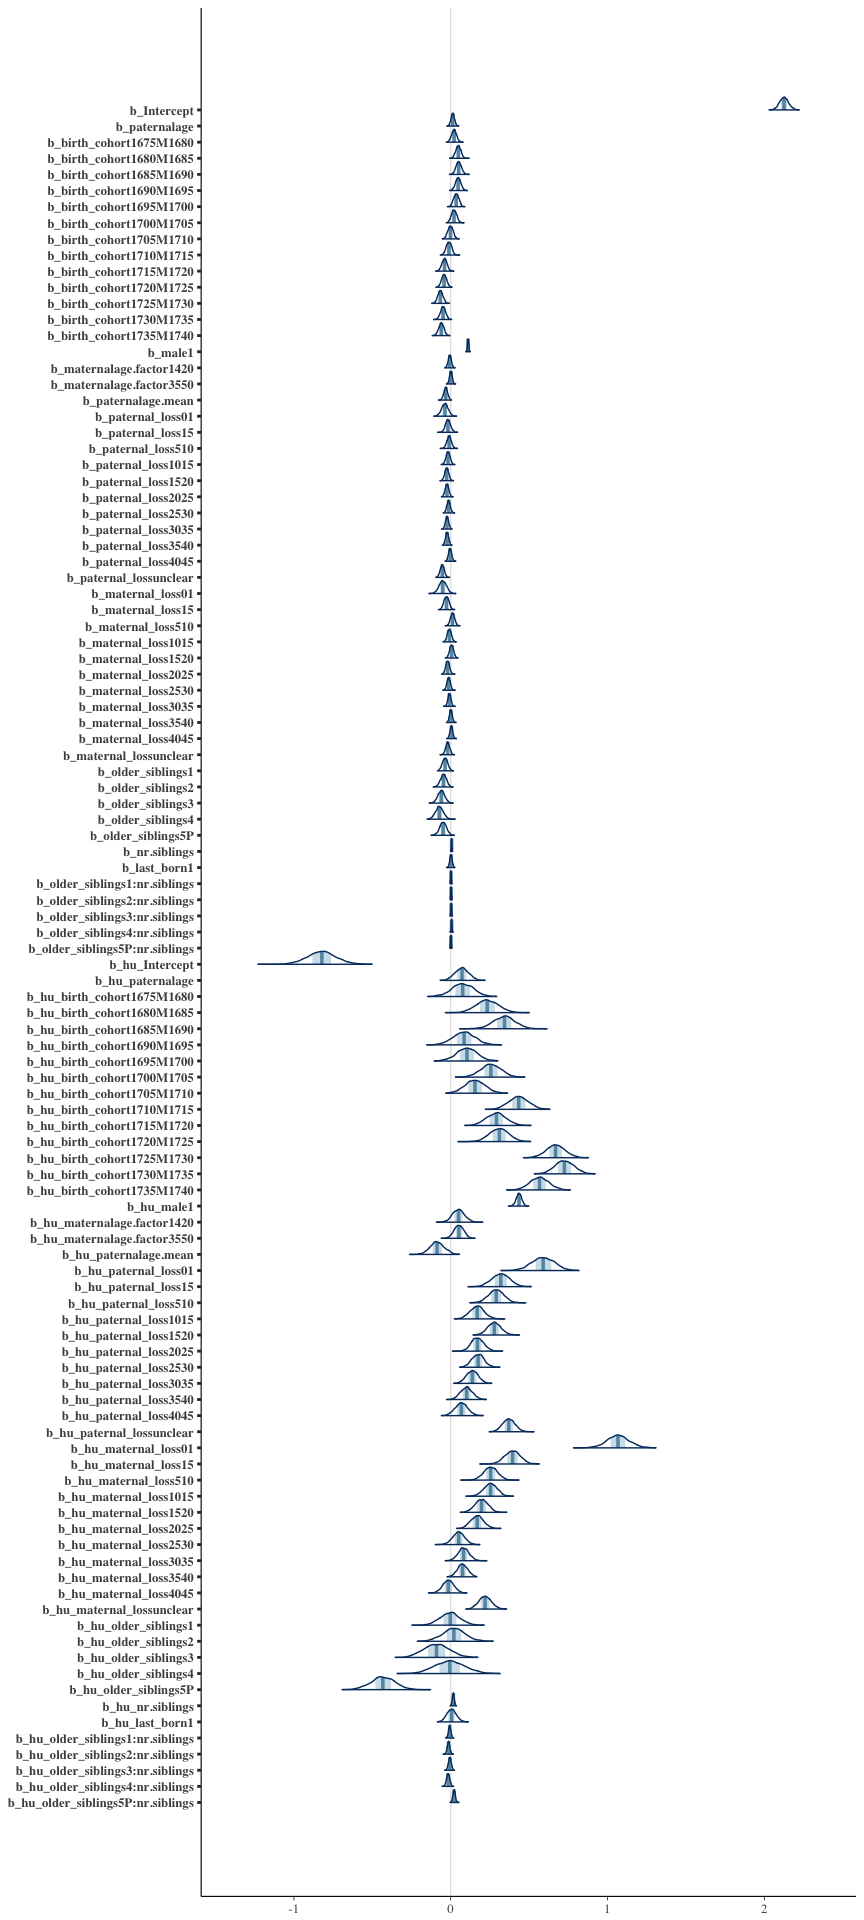 b_Intercept
b_paternalage
b_birth_cohort1675M1680
b_birth_cohort1680M1685
b_birth_cohort1685M1690
b_birth_cohort1690M1695
b_birth_cohort1695M1700
b_birth_cohort1700M1705
b_birth_cohort1705M1710
b_birth_cohort1710M1715
b_birth_cohort1715M1720
b_birth_cohort1720M1725
b_birth_cohort1725M1730
b_birth_cohort1730M1735
b_birth_cohort1735M1740
b_male1
b_maternalage.factor1420
b_maternalage.factor3550
b_paternalage.mean
b_paternal_loss01
b_paternal_loss15
b_paternal_loss510
b_paternal_loss1015
b_paternal_loss1520
b_paternal_loss2025
b_paternal_loss2530
b_paternal_loss3035
b_paternal_loss3540
b_paternal_loss4045
b_paternal_lossunclear
b_maternal_loss01
b_maternal_loss15
b_maternal_loss510
b_maternal_loss1015
b_maternal_loss1520
b_maternal_loss2025
b_maternal_loss2530
b_maternal_loss3035
b_maternal_loss3540
b_maternal_loss4045
b_maternal_lossunclear
b_older_siblings1
b_older_siblings2
b_older_siblings3
b_older_siblings4
b_older_siblings5P
b_nr.siblings
b_last_born1
b_older_siblings1:nr.siblings
b_older_siblings2:nr.siblings
b_older_siblings3:nr.siblings
b_older_siblings4:nr.siblings
b_older_siblings5P:nr.siblings
b_hu_Intercept
b_hu_paternalage
b_hu_birth_cohort1675M1680
b_hu_birth_cohort1680M1685
b_hu_birth_cohort1685M1690
b_hu_birth_cohort1690M1695
b_hu_birth_cohort1695M1700
b_hu_birth_cohort1700M1705
b_hu_birth_cohort1705M1710
b_hu_birth_cohort1710M1715
b_hu_birth_cohort1715M1720
b_hu_birth_cohort1720M1725
b_hu_birth_cohort1725M1730
b_hu_birth_cohort1730M1735
b_hu_birth_cohort1735M1740
b_hu_male1
b_hu_maternalage.factor1420
b_hu_maternalage.factor3550
b_hu_paternalage.mean
b_hu_paternal_loss01
b_hu_paternal_loss15
b_hu_paternal_loss510
b_hu_paternal_loss1015
b_hu_paternal_loss1520
b_hu_paternal_loss2025
b_hu_paternal_loss2530
b_hu_paternal_loss3035
b_hu_paternal_loss3540
b_hu_paternal_loss4045
b_hu_paternal_lossunclear
b_hu_maternal_loss01
b_hu_maternal_loss15
b_hu_maternal_loss510
b_hu_maternal_loss1015
b_hu_maternal_loss1520
b_hu_maternal_loss2025
b_hu_maternal_loss2530
b_hu_maternal_loss3035
b_hu_maternal_loss3540
b_hu_maternal_loss4045
b_hu_maternal_lossunclear
b_hu_older_siblings1
b_hu_older_siblings2
b_hu_older_siblings3
b_hu_older_siblings4
b_hu_older_siblings5P
b_hu_nr.siblings
b_hu_last_born1
b_hu_older_siblings1:nr.siblings
b_hu_older_siblings2:nr.siblings
b_hu_older_siblings3:nr.siblings
b_hu_older_siblings4:nr.siblings
b_hu_older_siblings5P:nr.siblings
-1 0 1 2